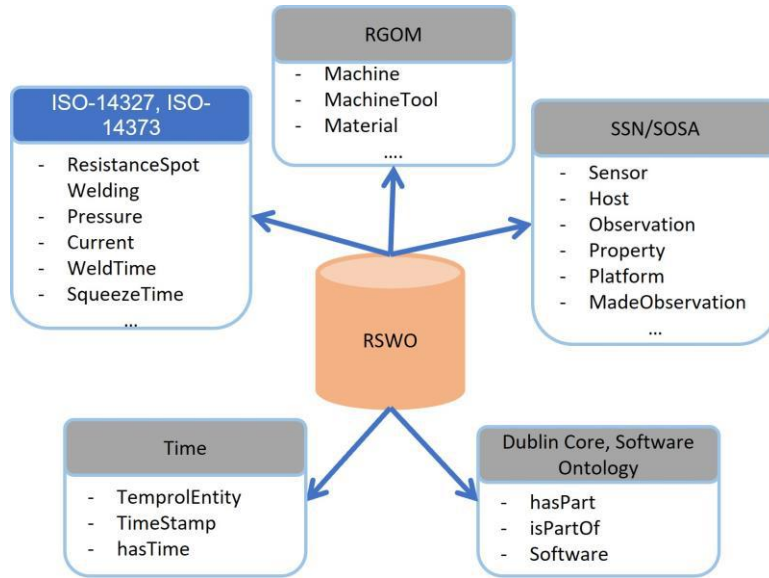 RGOM
- Machine
- MachineTool
- Material
....
ISO-14327, ISO-
14373
- ResistanceSpot
Welding
- Pressure
- Current
- WeldTime
- SqueezeTime
...
SSN/SOSA
- Sensor
- Host
- Observation
- Property
- Platform
- MadeObservation
...
RSWO
Time
- TemprolEntity
- TimeStamp
- hasTime
Dublin Core, Software
Ontology
- hasPart
- isPartOf
- Software